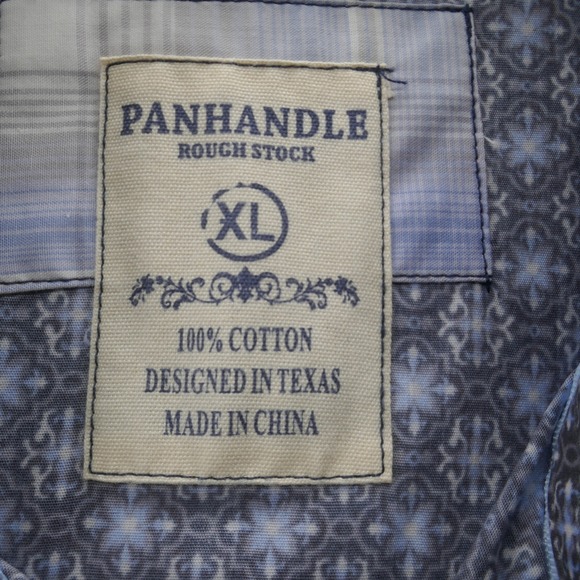 PANHANDLE
ROUGH STOCK
XL
100% COTTON
DESIGNED IN TEXAS
MADE IN CHINA